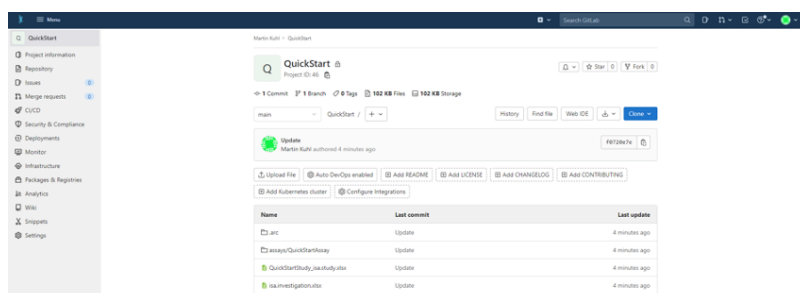 Menu
Search GitLab
Q QuickStart
Project information
Repository
Issues 0
Merge requests 0
CI/CD
Security & Compliance
Deployments
Monitor
Infrastructure
Packages & Registries
Analytics
Wiki
Snippets
Settings
Martin Kuhl > QuickStart
Q
QuickStart
Project ID: 46
Star 0
Fork 0
1 Commit 1 Branch 0 Tags 102 KB Files 102 KB Storage
main
QuickStart /
History
Find file
Web IDE
Clone
Update
Martin Kuhl authored 4 minutes ago
Upload File
Auto DevOps enabled
Add README
Add LICENSE
Add CHANGELOG
Add CONTRIBUTING
Add Kubernetes cluster
Configure Integrations
Name Last commit Last update
.arc Update 4 minutes ago
assays/QuickStartAssay Update 4 minutes ago
QuickStartStudy_isa.study.xlsx Update 4 minutes ago
isa.investigation.xlsx Update 4 minutes ago